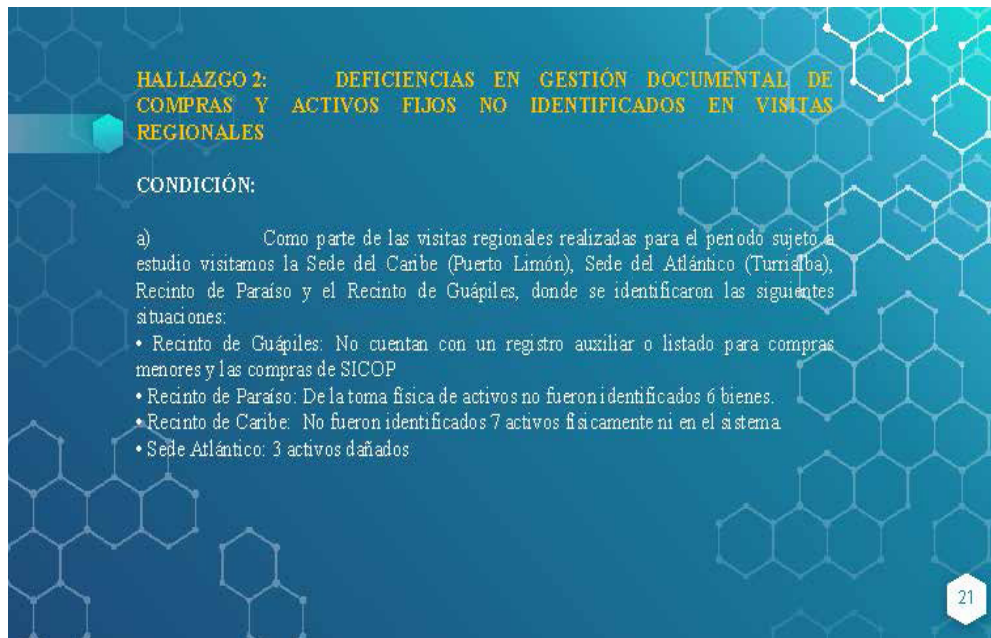 HALLAZGO 2: DEFICIENCIAS EN GESTIÓN DOCUMENTAL DE
COMPRAS Y ACTIVOS FIJOS NO IDENTIFICADOS EN VISITAS
REGIONALES
CONDICIÓN:
a) Como parte de las visitas regionales realizadas para el periodo sujeto a
estudio visitamos la Sede del Caribe (Puerto Limón), Sede del Atlántico (Turrialba),
Recinto de Paraíso y el Recinto de Guápiles, donde se identificaron las siguientes
situaciones:
• Recinto de Guápiles: No cuentan con un registro auxiliar o listado para compras
menores y las compras de SICOP
• Recinto de Paraíso: De la toma física de activos no fueron identificados 6 bienes.
• Recinto de Caribe: No fueron identificados 7 activos físicamente ni en el sistema.
• Sede Atlántico: 3 activos dañados
21